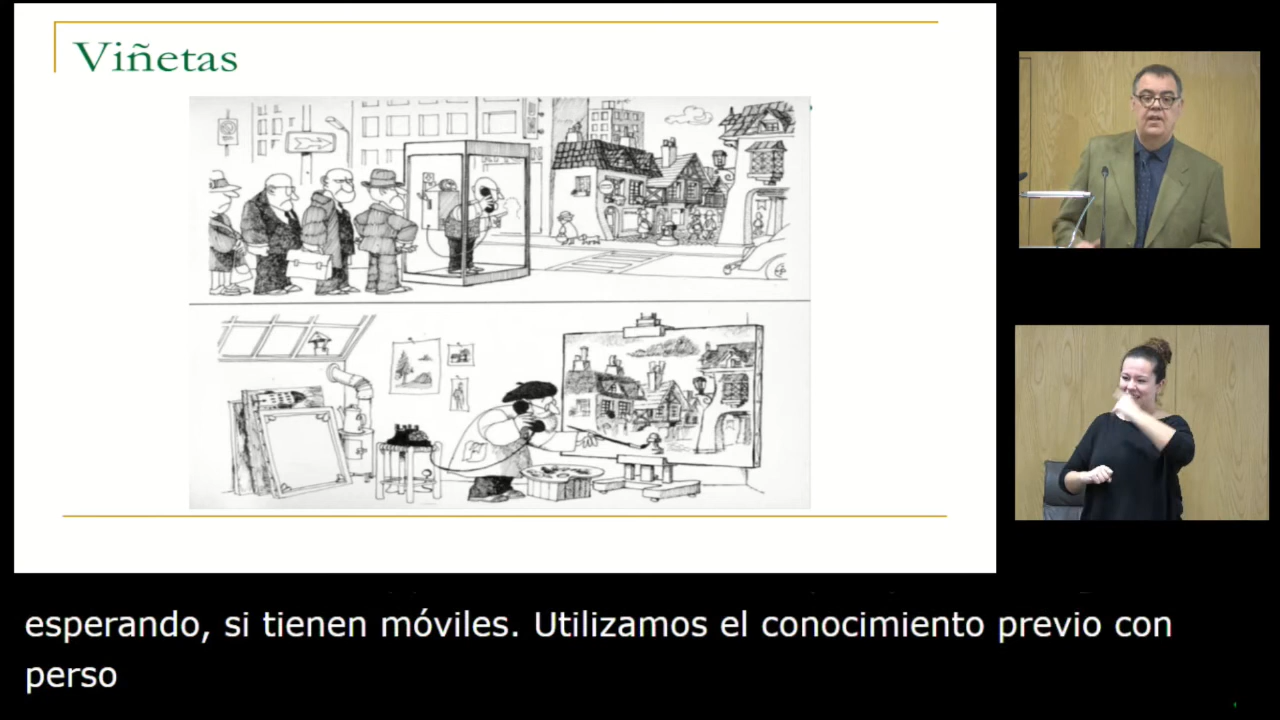 Viñetas
esperando, si tienen móviles. Utilizamos el conocimiento previo con
perso